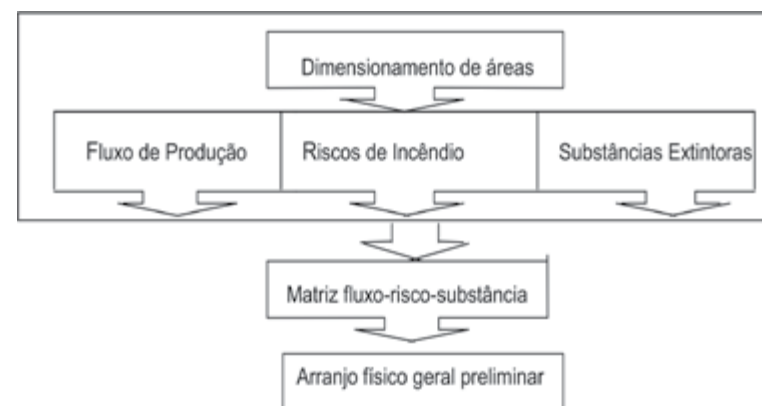 Dimensionamento de áreas
Fluxo de Produção
Riscos de Incêndio
Substâncias Extintoras
Matriz fluxo-risco-substância
Arranjo físico geral preliminar